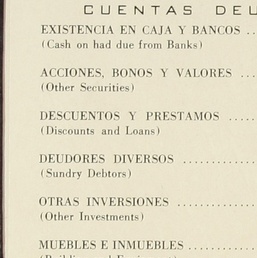 CUENTAS DEU
EXISTENCIA EN CAJA Y BANCOS ..
(Cash on had due from Banks)
ACCIONES, BONOS Y VALORES ....
(Other Securities)
DESCUENTOS Y PRESTAMOS ....
(Discounts and Loans)
DEUDORES DIVERSOS ............
(Sundry Debtors)
OTRAS INVERSIONES ............
(Other Investments)
MUEBLES E INMUEBLES ...........